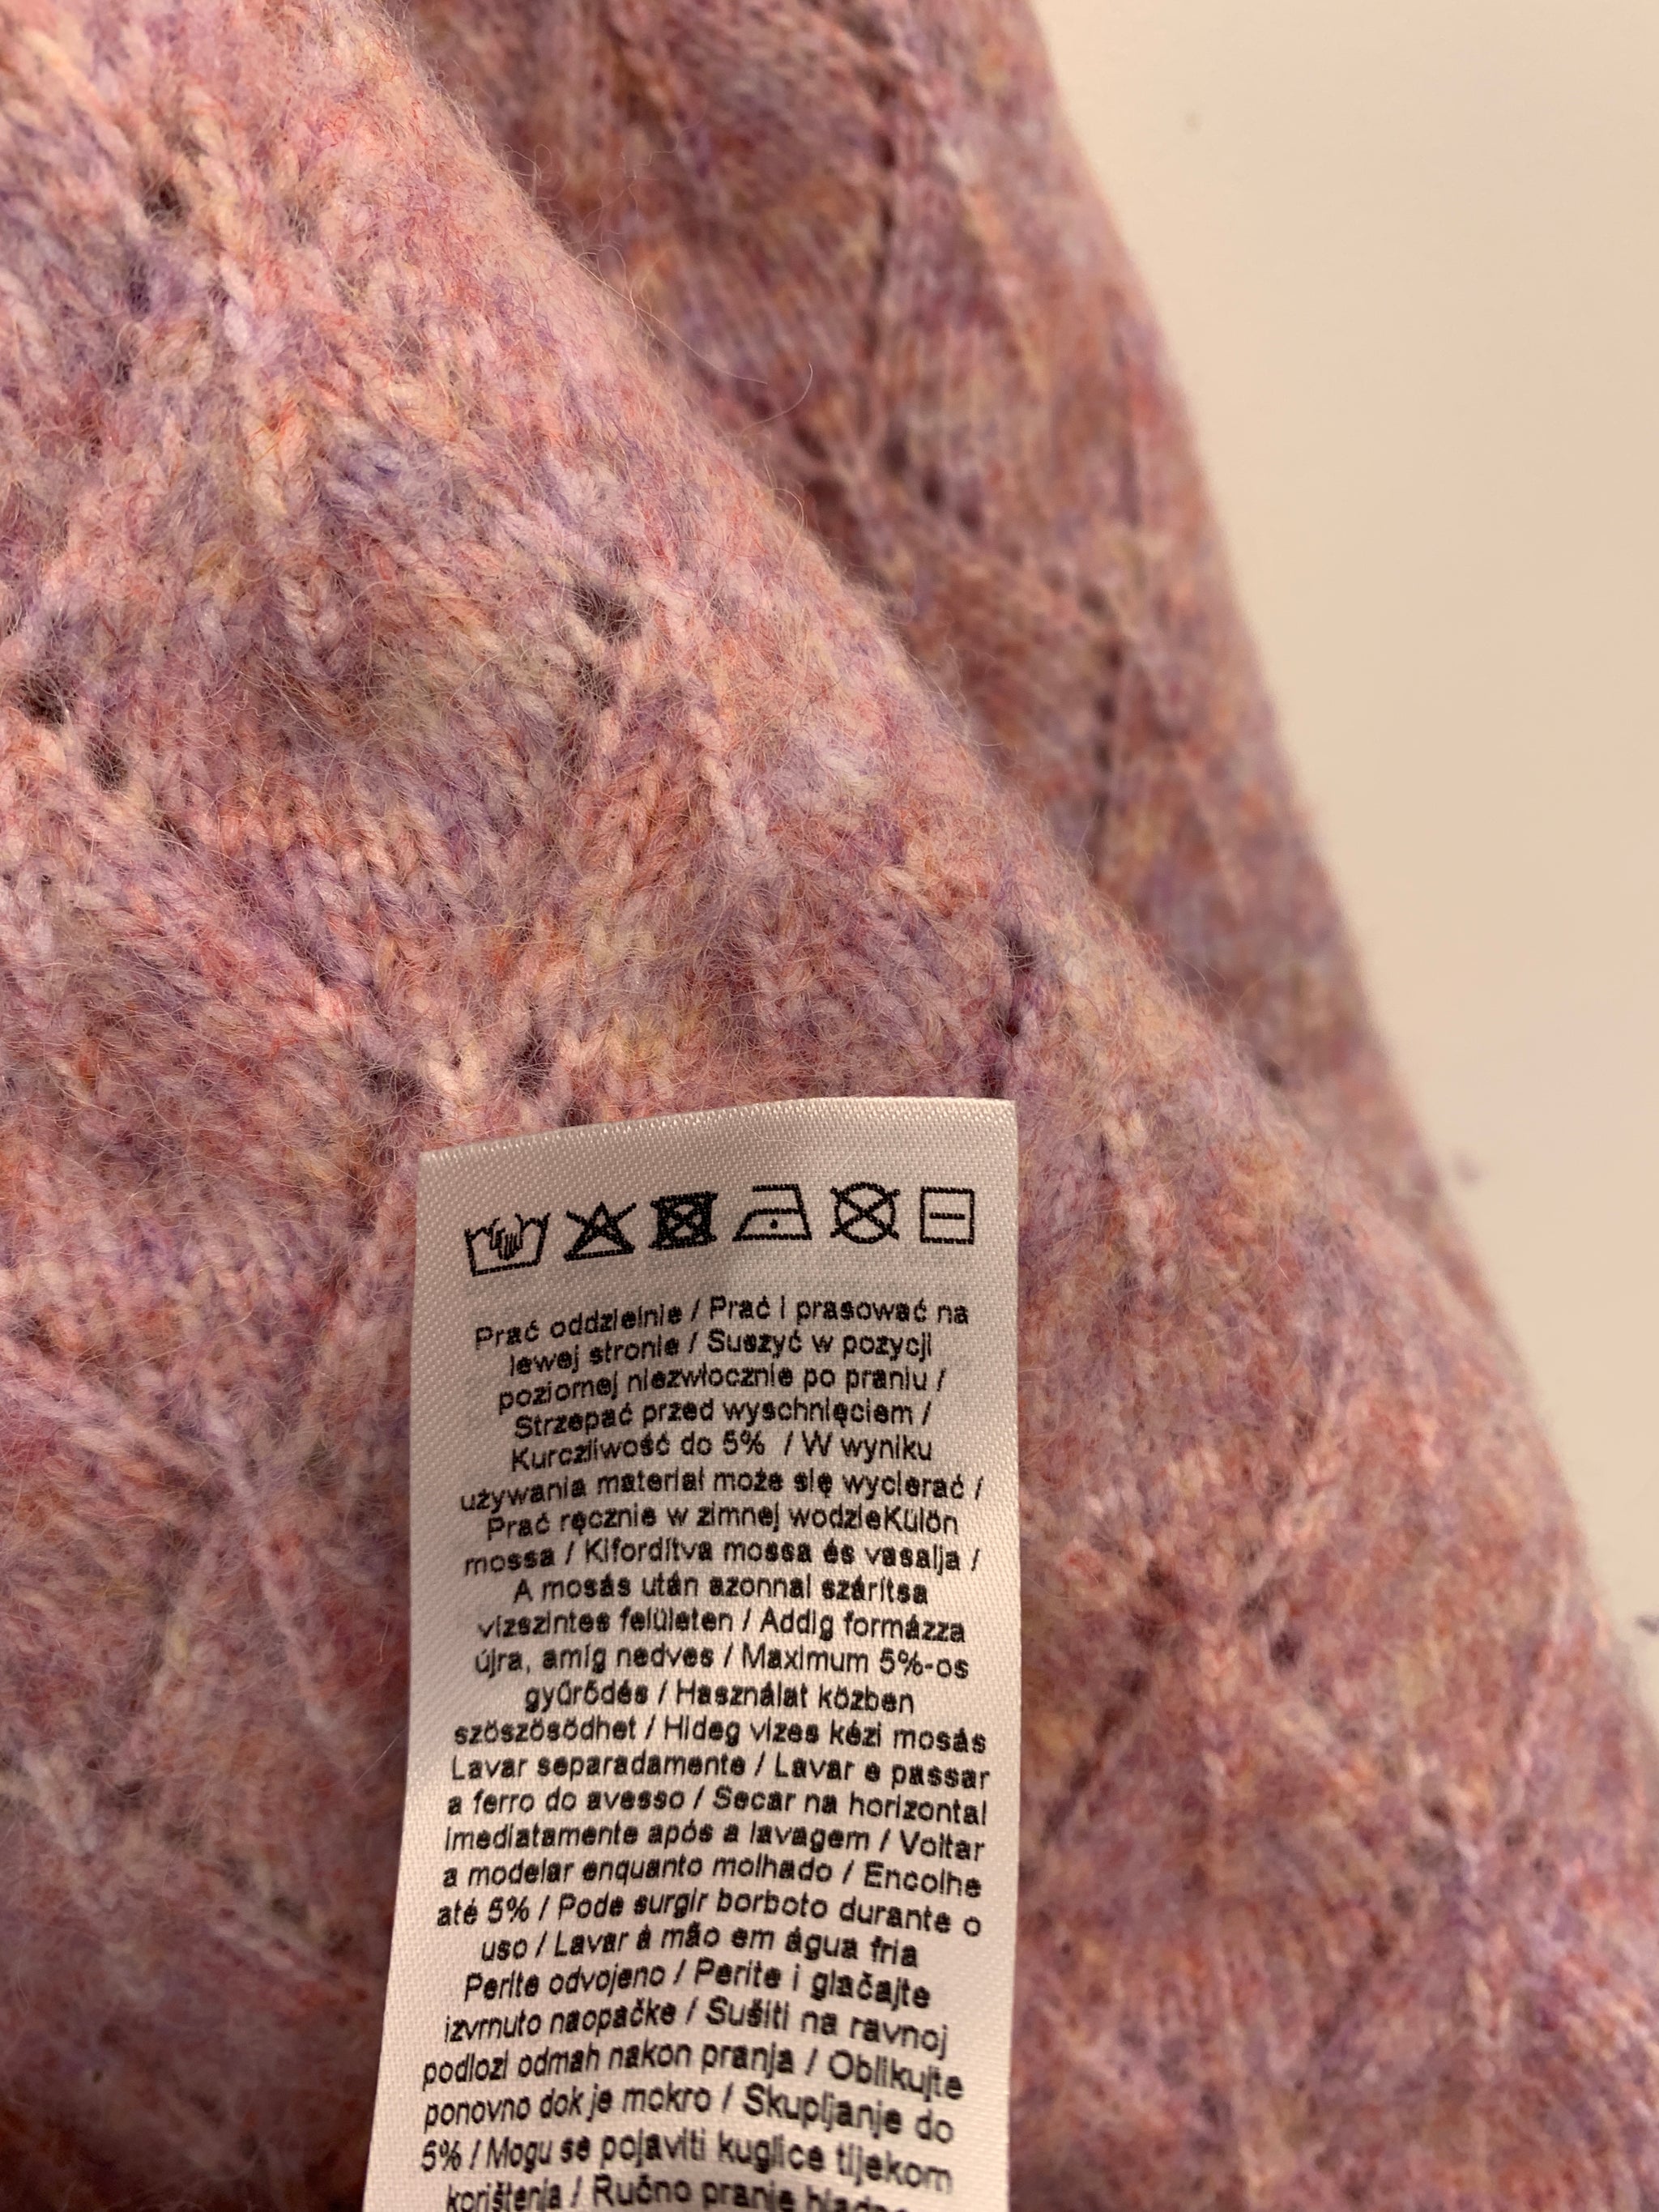 Prać oddzielnie / Prać i prasować na
lewej stronie / Suszyć w pozycji
poziomej niezwłocznie po praniu /
Strzepać przed wyschnięciem /
Kurczliwość do 5% / W wyniku
używania materiał może się wycierać /
Prać ręcznie w zimnej wodzieKülön
mossa / Kifordítva mossa és vasalja /
A mosás után azonnal szárítsa
vízszintes felületen / Addig formázza
újra, amíg nedves / Maximum 5%-os
gyűrődés / Használat közben
szöszösödhet / Hideg vizes kézi mosás
Lavar separadamente / Lavar e passar
a ferro do avesso / Secar na horizontal
imediatamente após a lavagem / Voltar
a modelar enquanto molhado / Encolhe
até 5% / Pode surgir borboto durante o
uso / Lavar à mão em água fria
Perite odvojeno / Perite i glačajte
izvrnuto naopačke / Sušiti na ravnoj
podlozi odmah nakon pranja / Oblikujte
ponovno dok je mokro / Skupljanje do
5% / Mogu se pojaviti kuglice tijekom
korištenja / Ručno pranje